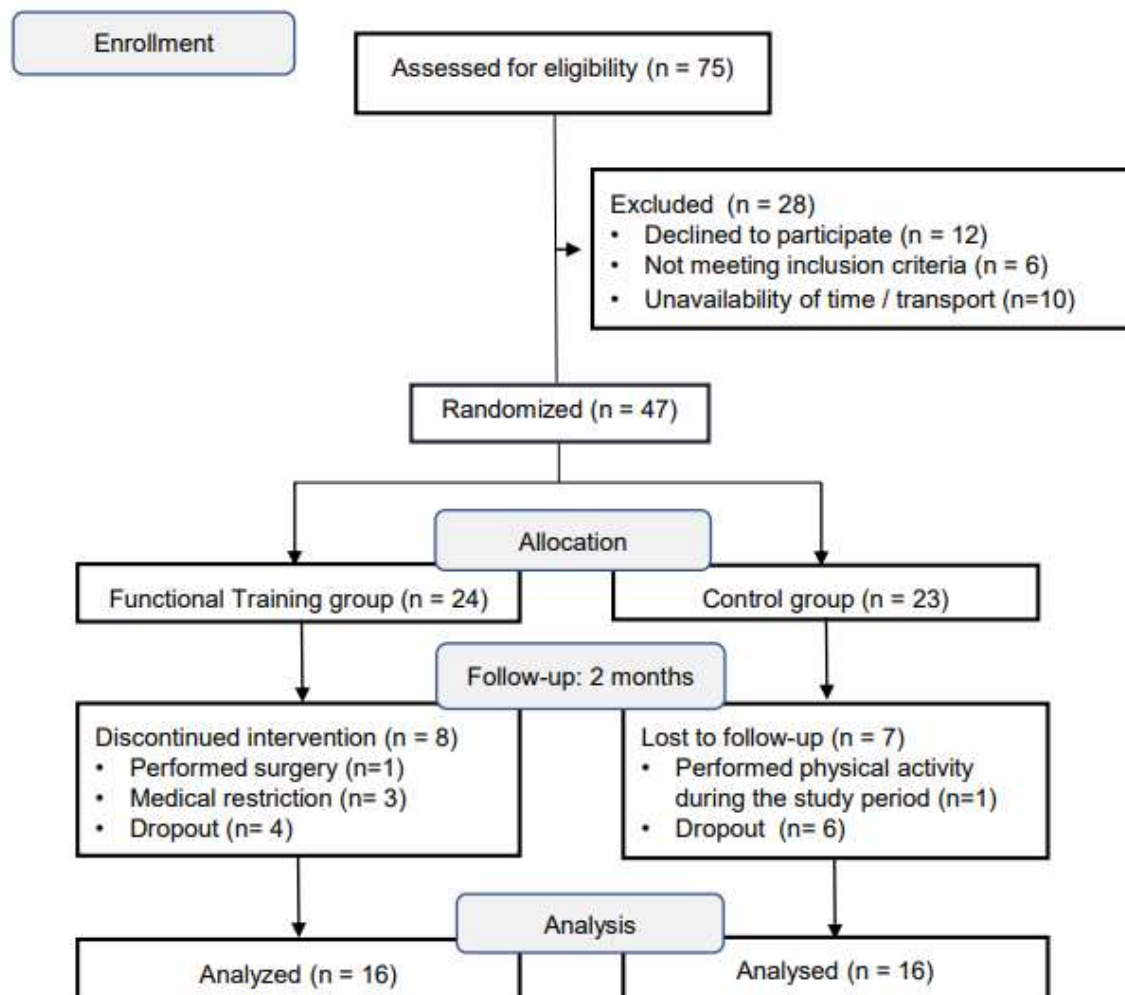 Enrollment
Assessed for eligibility (n = 75)
Excluded  (n = 28)
• Declined to participate (n = 12)
• Not meeting inclusion criteria (n = 6)
• Unavailability of time / transport (n=10)
Randomized (n = 47)
Allocation
Functional Training group (n = 24)
Control group (n = 23)
Follow-up: 2 months
Discontinued intervention (n = 8)
• Performed surgery (n=1)
• Medical restriction (n= 3)
• Dropout (n= 4)
Lost to follow-up (n = 7)
• Performed physical activity
during the study period (n=1)
• Dropout  (n= 6)
Analysis
Analyzed (n = 16)
Analysed (n = 16)